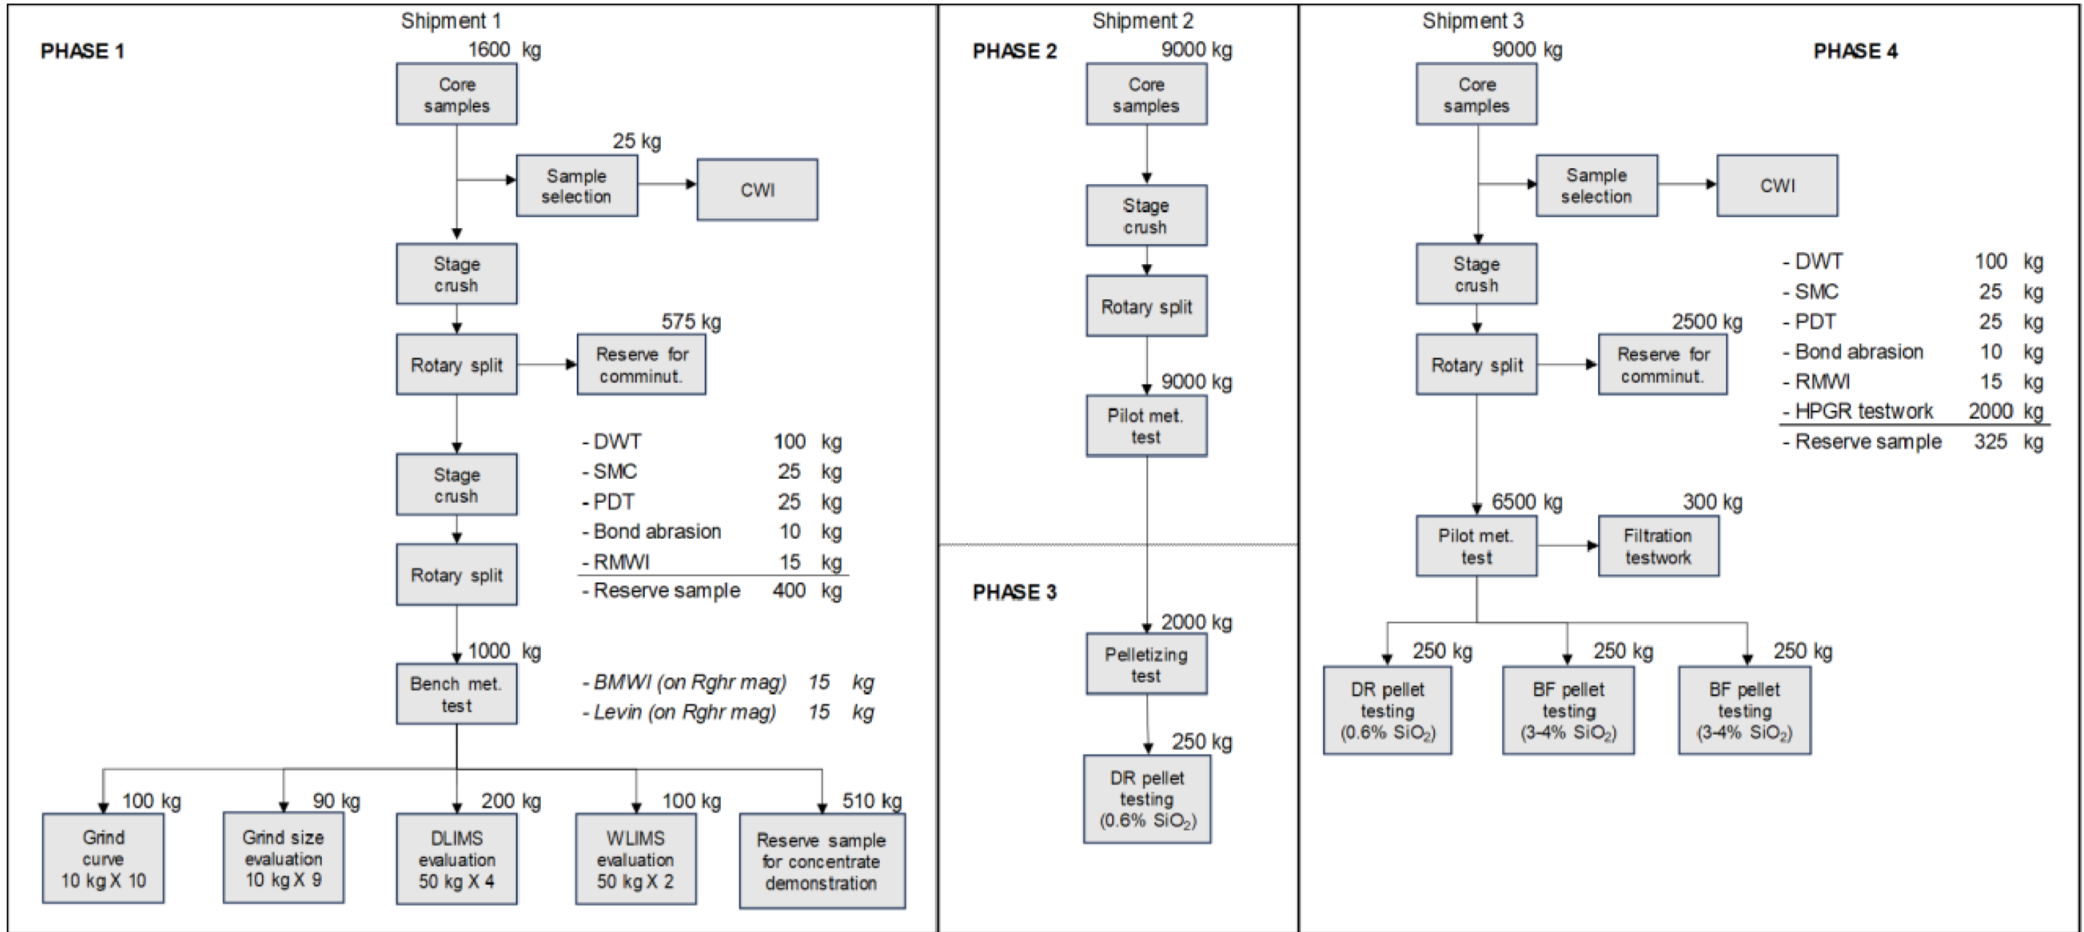 PHASE 1
Shipment 1
1600 kg
Core
samples
25 kg
Sample
selection
CWI
Stage
crush
575 kg
Rotary split
Reserve for
comminut.
Stage
crush
- DWT 100 kg
- SMC 25 kg
- PDT 25 kg
- Bond abrasion 10 kg
- RMWI 15 kg
- Reserve sample 400 kg
Rotary split
1000 kg
Bench met.
test
- BMWI (on Rghr mag) 15 kg
- Levin (on Rghr mag) 15 kg
100 kg
Grind
curve
10 kg X 10
90 kg
Grind size
evaluation
10 kg X 9
200 kg
DLIMS
evaluation
50 kg X 4
100 kg
WLIMS
evaluation
50 kg X 2
510 kg
Reserve sample
for concentrate
demonstration
PHASE 2
Shipment 2
9000 kg
Core
samples
Stage
crush
Rotary split
9000 kg
Pilot met.
test
PHASE 3
2000 kg
Pelletizing
test
250 kg
DR pellet
testing
(0.6% SiO₂)
Shipment 3
9000 kg
PHASE 4
Core
samples
Sample
selection
CWI
Stage
crush
2500 kg
Rotary split
Reserve for
comminut.
- DWT 100 kg
- SMC 25 kg
- PDT 25 kg
- Bond abrasion 10 kg
- RMWI 15 kg
- HPGR testwork 2000 kg
- Reserve sample 325 kg
6500 kg
Pilot met.
test
300 kg
Filtration
testwork
250 kg
DR pellet
testing
(0.6% SiO₂)
250 kg
BF pellet
testing
(3-4% SiO₂)
250 kg
BF pellet
testing
(3-4% SiO₂)